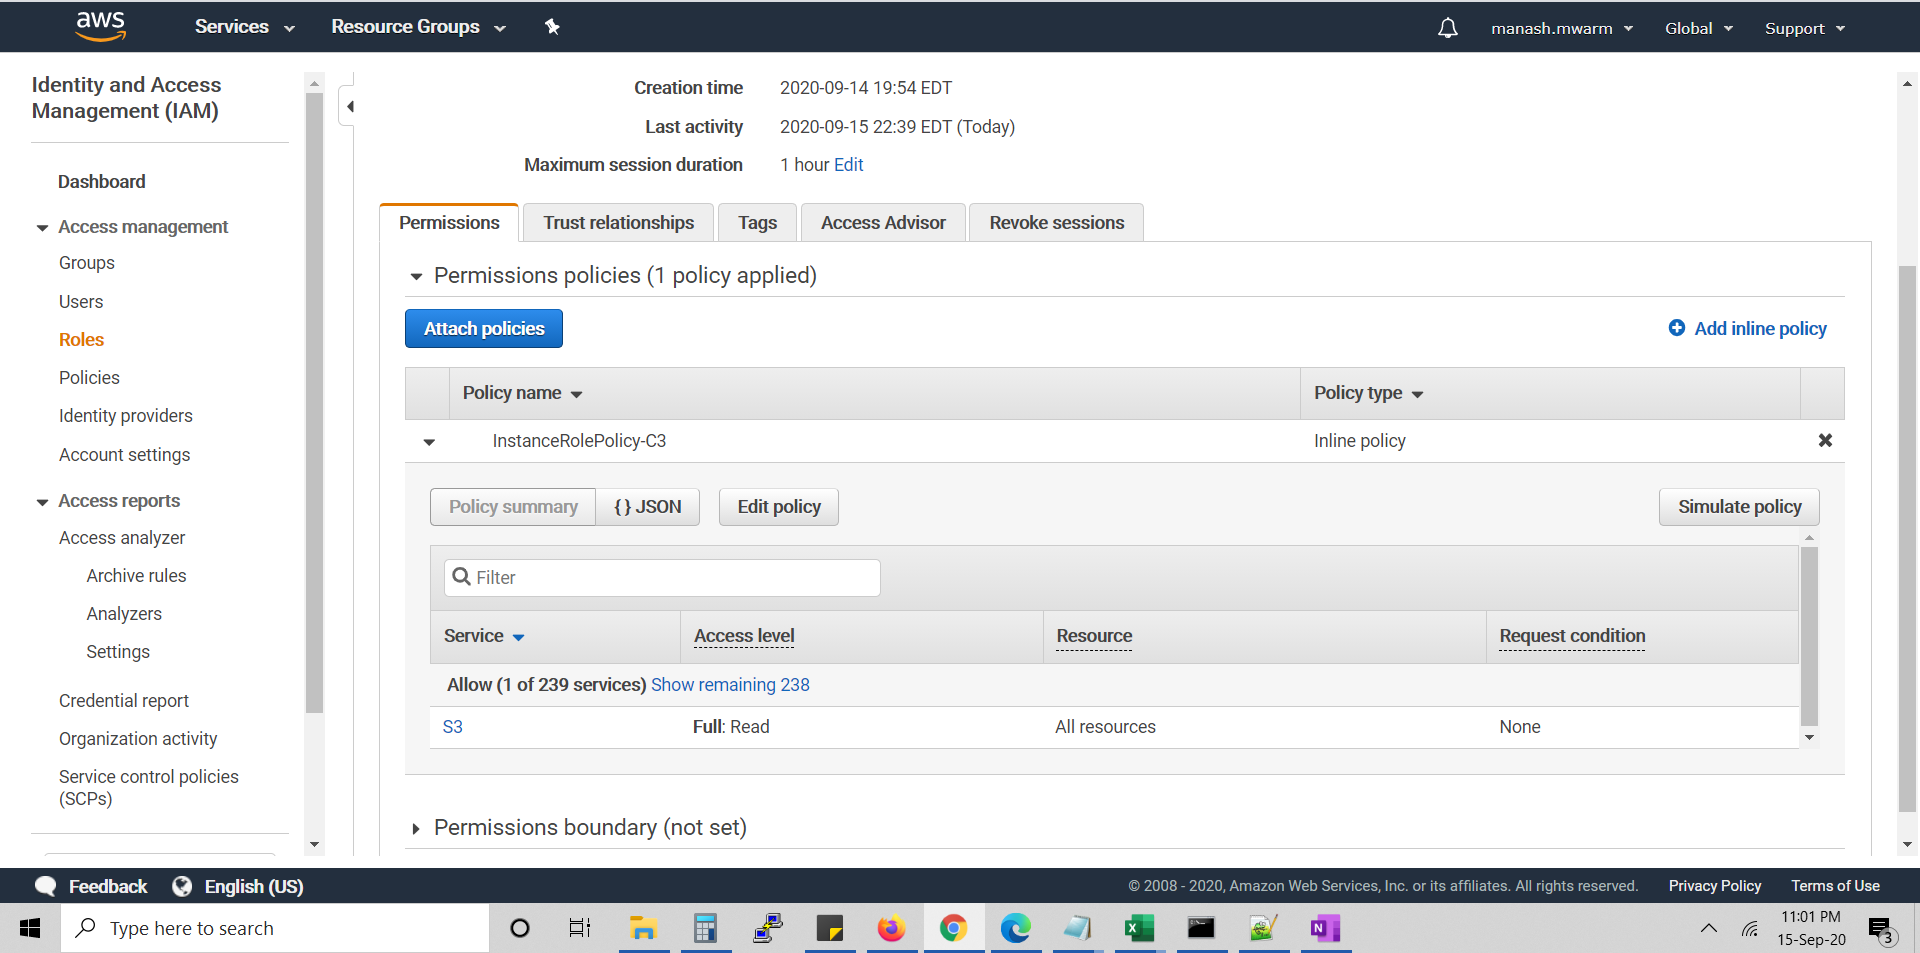 aws Services Resource Groups manash.mwarm Global Support
Identity and Access
Management (IAM)
Dashboard
Access management
Groups
Users
Roles
Policies
Identity providers
Account settings
Access reports
Access analyzer
Archive rules
Analyzers
Settings
Credential report
Organization activity
Service control policies
(SCPs)
Creation time 2020-09-14 19:54 EDT
Last activity 2020-09-15 22:39 EDT (Today)
Maximum session duration 1 hour Edit
Permissions Trust relationships Tags Access Advisor Revoke sessions
Permissions policies (1 policy applied)
Attach policies Add inline policy
Policy name Policy type
InstanceRolePolicy-C3 Inline policy
Policy summary { } JSON Edit policy Simulate policy
Filter
Service Access level Resource Request condition
Allow (1 of 239 services) Show remaining 238
S3 Full: Read All resources None
Permissions boundary (not set)
Feedback English (US) © 2008 - 2020, Amazon Web Services, Inc. or its affiliates. All rights reserved. Privacy Policy Terms of Use
Type here to search
X
N
11:01 PM
15-Sep-20
3